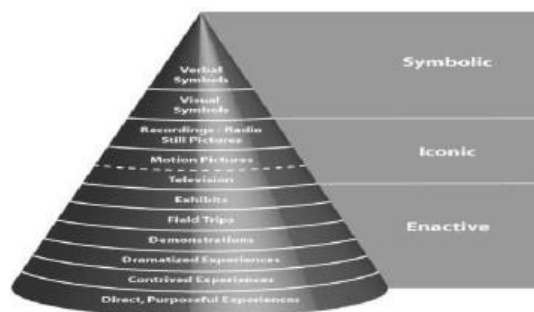 Verbal
Symbols
Visual
Symbols
Recordings - Radio
Still Pictures
Motion Pictures
Television
Exhibits
Field Trips
Demonstrations
Dramatized Experiences
Contrived Experiences
Direct, Purposeful Experiences
Symbolic
Iconic
Enactive